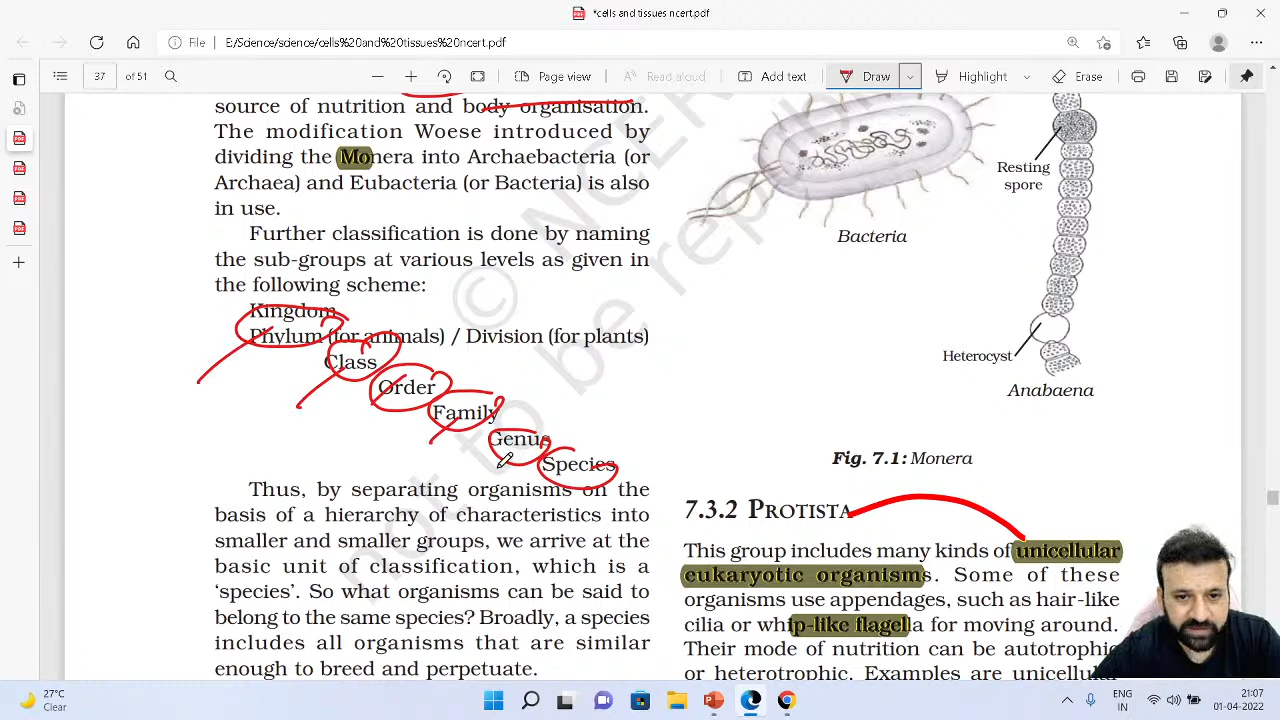 *cells and tissues ncert.pdf
File
E:/Science/science/cells%20and%20tissues%20ncert.pdf
37
Page view
Read aloud
Add text
Draw
Highlight
Erase
source of nutrition and body organisation.
The modification Woese introduced by
dividing the Monera into Archaebacteria (or
Archaea) and Eubacteria (or Bacteria) is also
in use.
Further classification is done by naming
the sub-groups at various levels as given in
the following scheme:
Kingdom
Phylum (for animals) / Division (for plants)
Class
Order
Family
Genus
Species
Thus, by separating organisms on the
basis of a hierarchy of characteristics into
smaller and smaller groups, we arrive at the
basic unit of classification, which is a
‘species’. So what organisms can be said to
belong to the same species? Broadly, a species
includes all organisms that are similar
enough to breed and perpetuate.
Resting
spore
Bacteria
Heterocyst
Anabaena
Fig. 7.1: Monera
7.3.2 PROTISTA
This group includes many kinds of unicellular
eukaryotic organisms. Some of these
organisms use appendages, such as hair-like
cilia or whip-like flagella for moving around.
Their mode of nutrition can be autotrophic
or heterotrophic. Examples are unicellular
© NCER
not to be rep
27°C
Clear
ENG
IN
21:07
01-04-2022